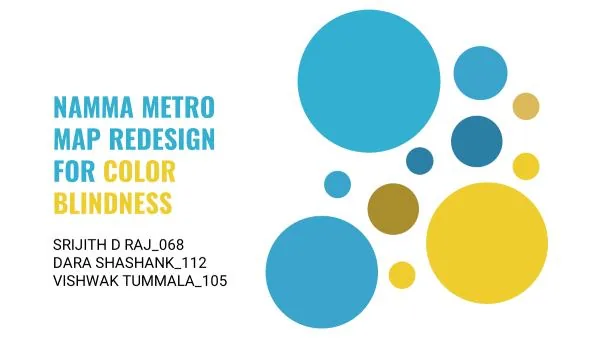 NAMMA METRO
MAP REDESIGN
FOR COLOR
BLINDNESS
SRIJITH D RAJ_068
DARA SHASHANK_112
VISHWAK TUMMALA_105